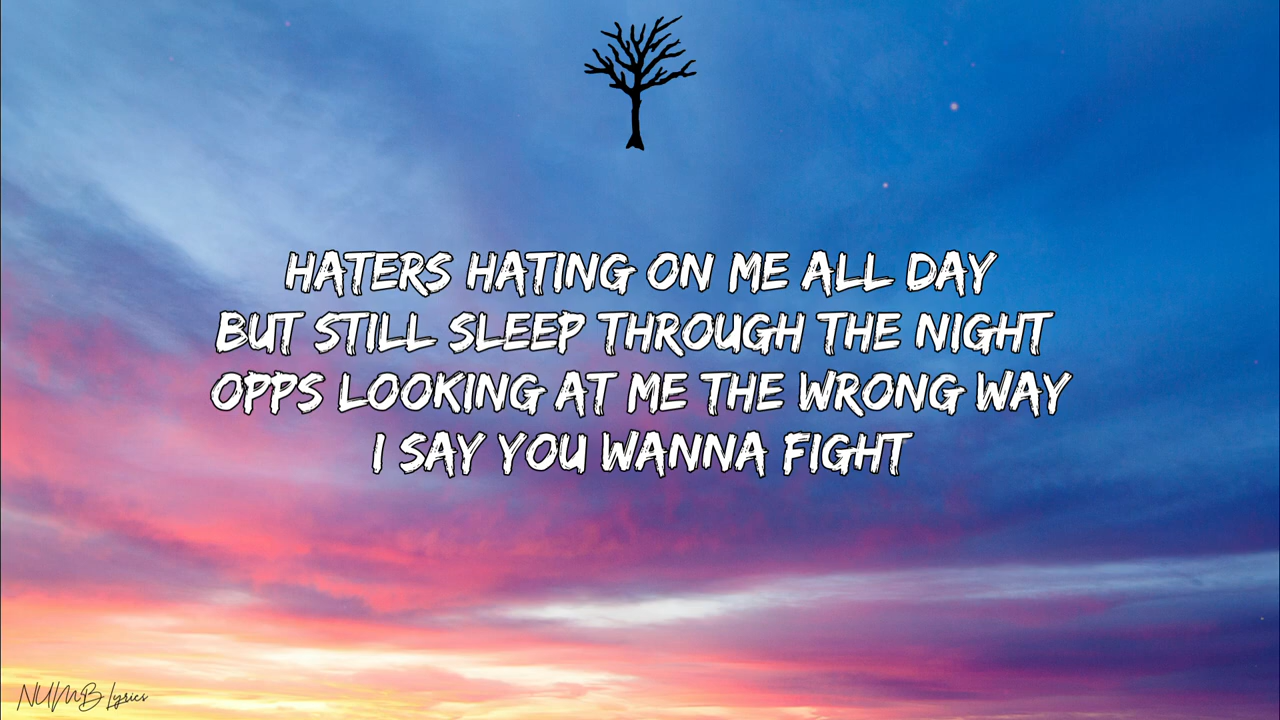 HATERS HATING ON ME ALL DAY
BUT STILL SLEEP THROUGH THE NIGHT
OPPS LOOKING AT ME THE WRONG WAY
I SAY YOU WANNA FIGHT
NUMB Lyrics